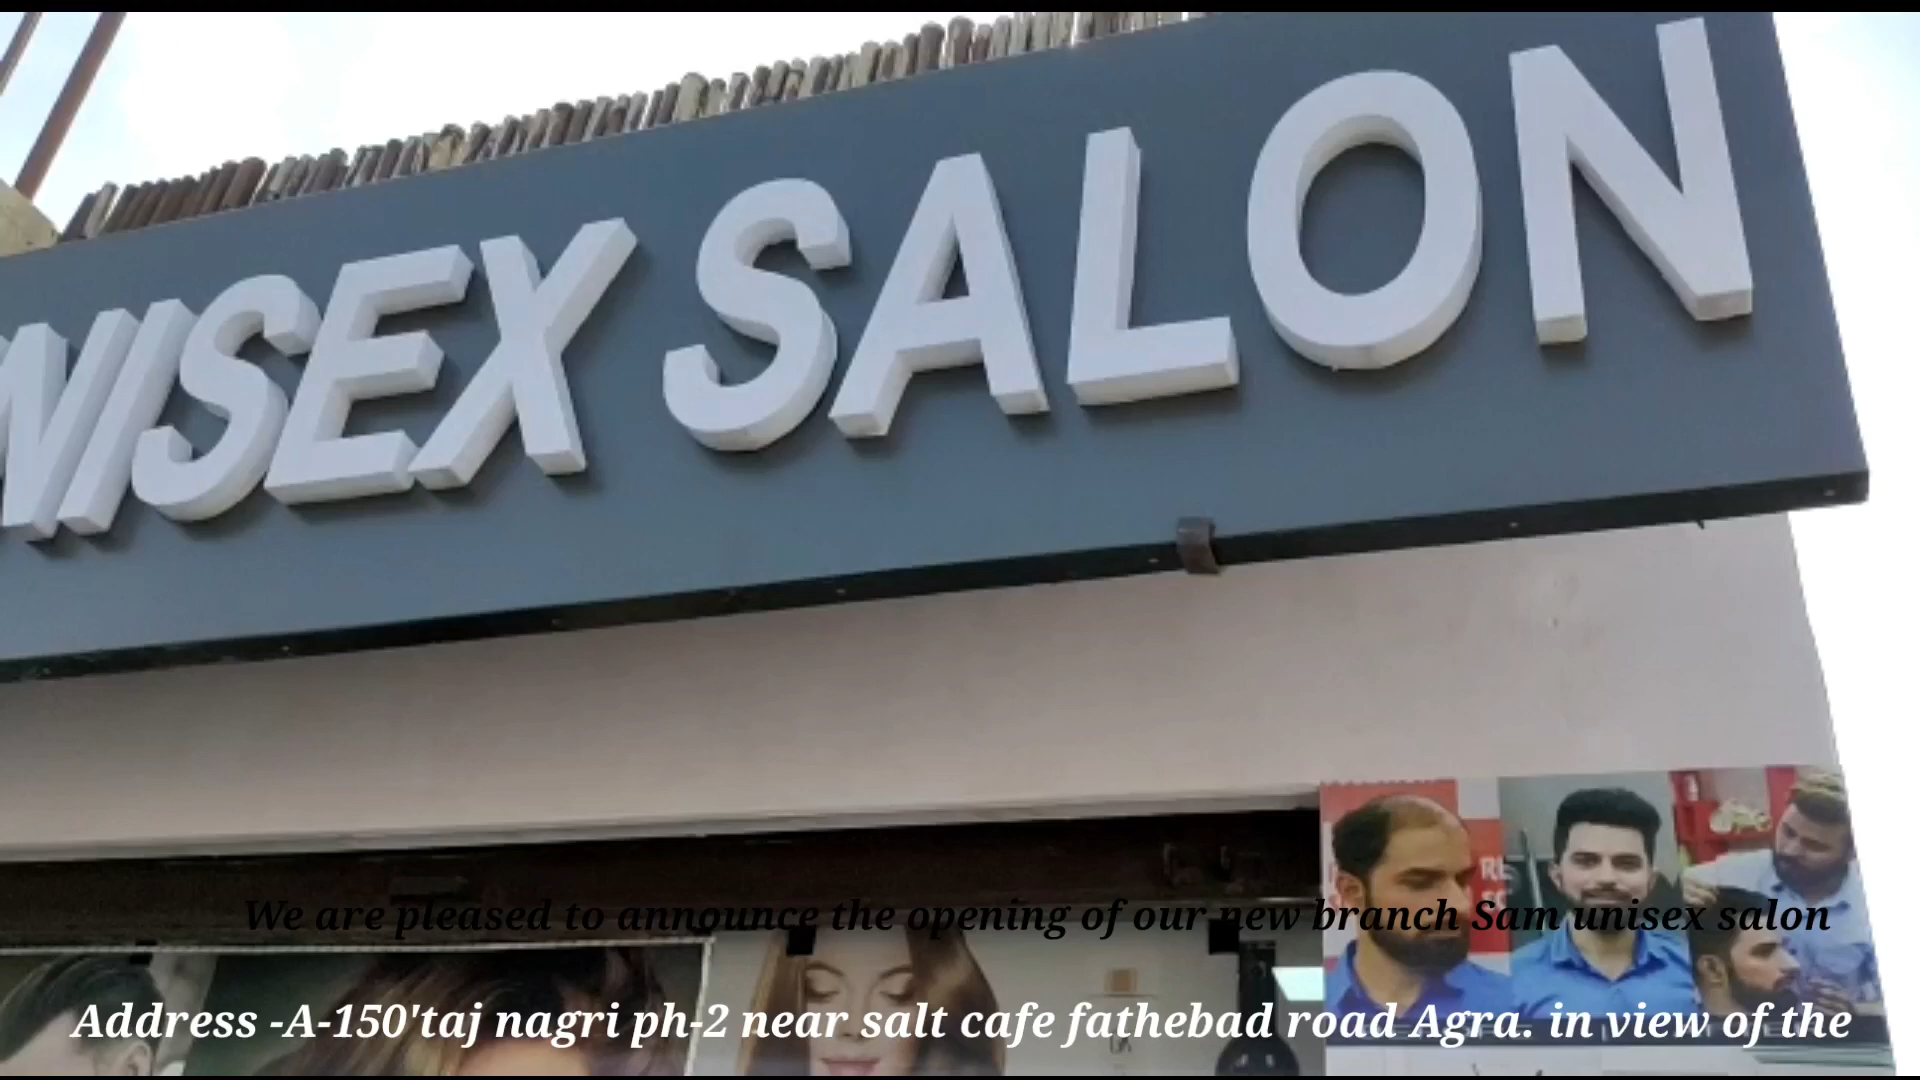 NISEX SALON
We are pleased to announce the opening of our new branch Sam unisex salon
Address -A-150'taj nagri ph-2 near salt cafe fathebad road Agra. in view of the